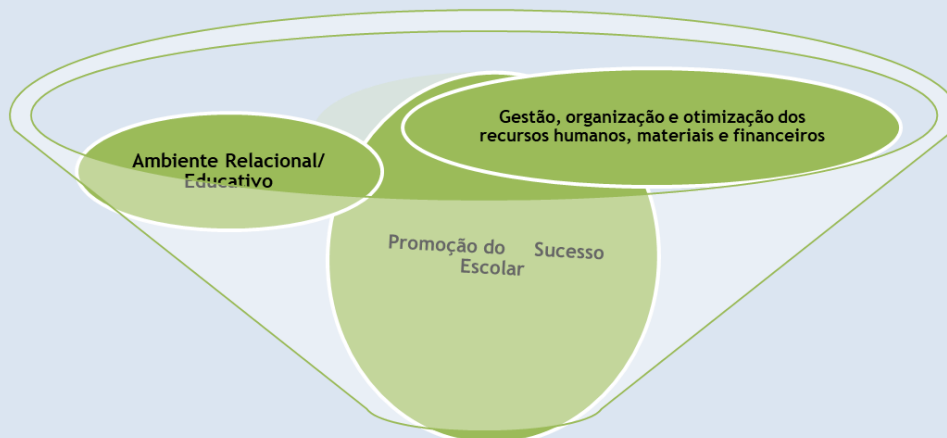 Gestão, organização e otimização dos
recursos humanos, materiais e financeiros
Ambiente Relacional/
Educativo
Promoção do Sucesso
Escolar